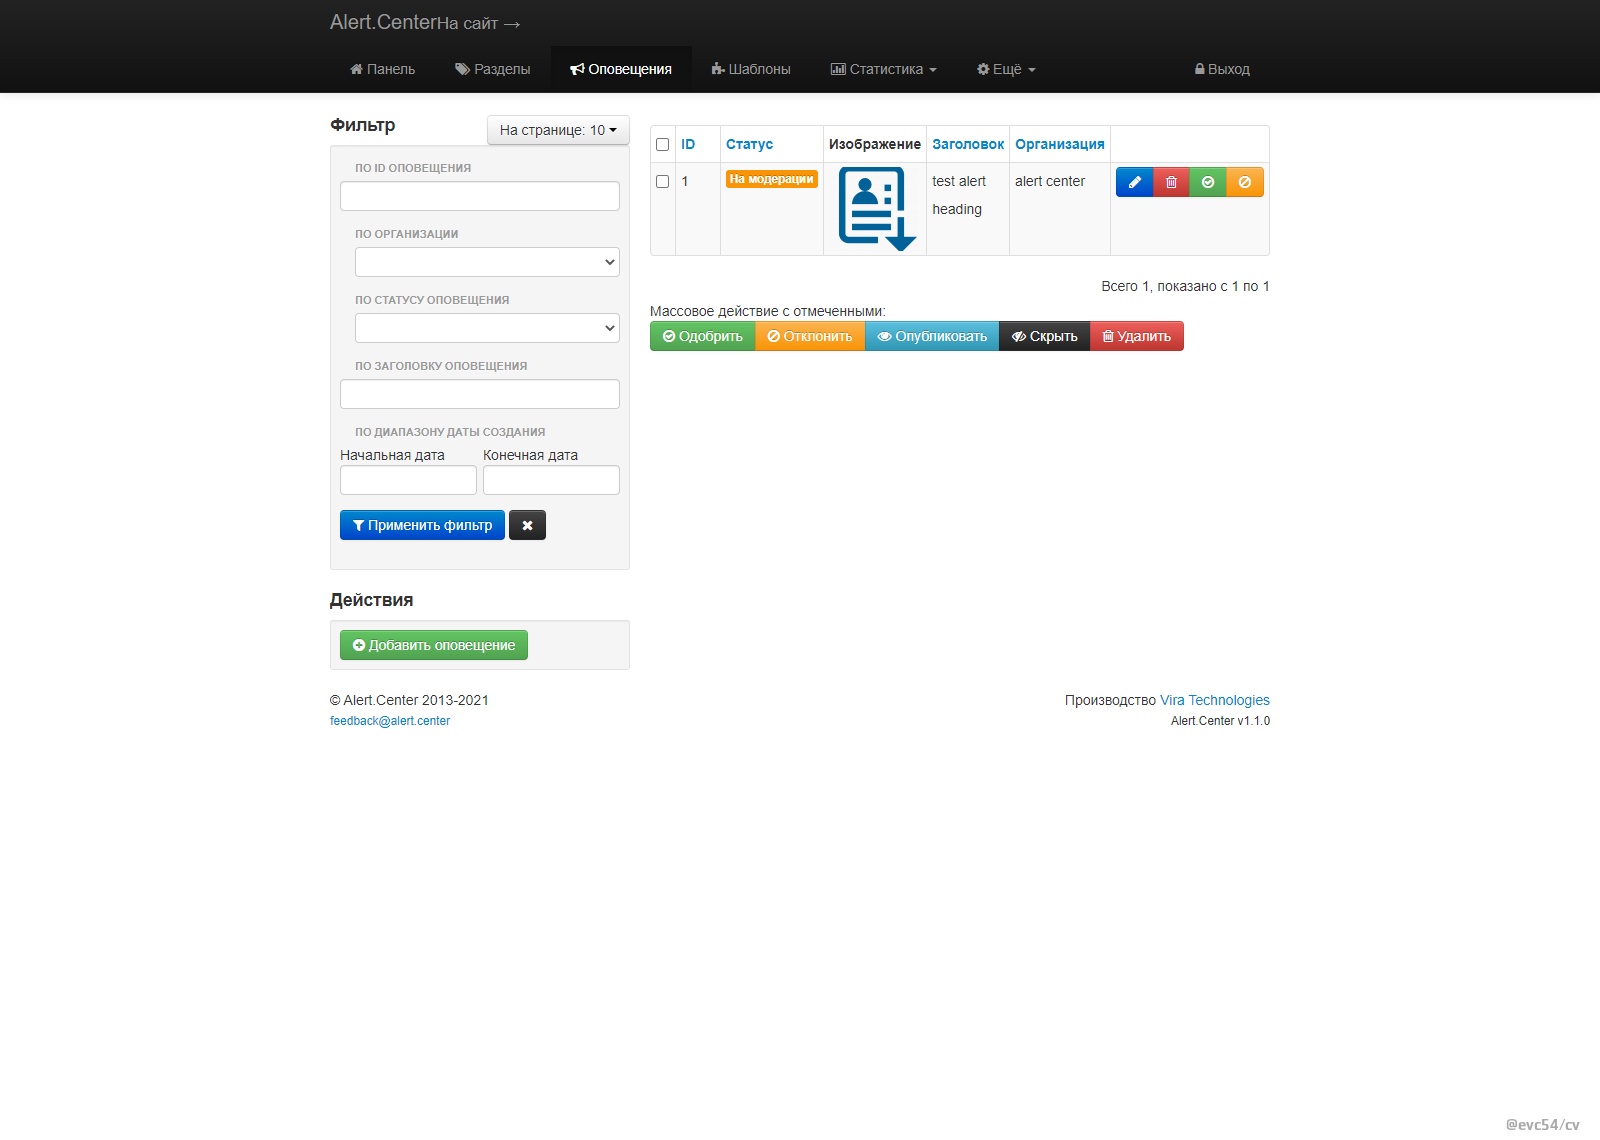 Alert.CenterНа сайт →
Панель Разделы Оповещения Шаблоны Статистика Ещё Выход
Фильтр
На странице: 10
ПО ID ОПОВЕЩЕНИЯ
ПО ОРГАНИЗАЦИИ
ПО СТАТУСУ ОПОВЕЩЕНИЯ
ПО ЗАГОЛОВКУ ОПОВЕЩЕНИЯ
ПО ДИАПАЗОНУ ДАТЫ СОЗДАНИЯ
Начальная дата Конечная дата
Применить фильтр
Действия
Добавить оповещение
ID Статус Изображение Заголовок Организация
1 На модерации test alert alert center
heading
Всего 1, показано с 1 по 1
Массовое действие с отмеченными:
Одобрить Отклонить Опубликовать Скрыть Удалить
© Alert.Center 2013-2021
feedback@alert.center
Производство Vira Technologies
Alert.Center v1.1.0
@evc54/cv